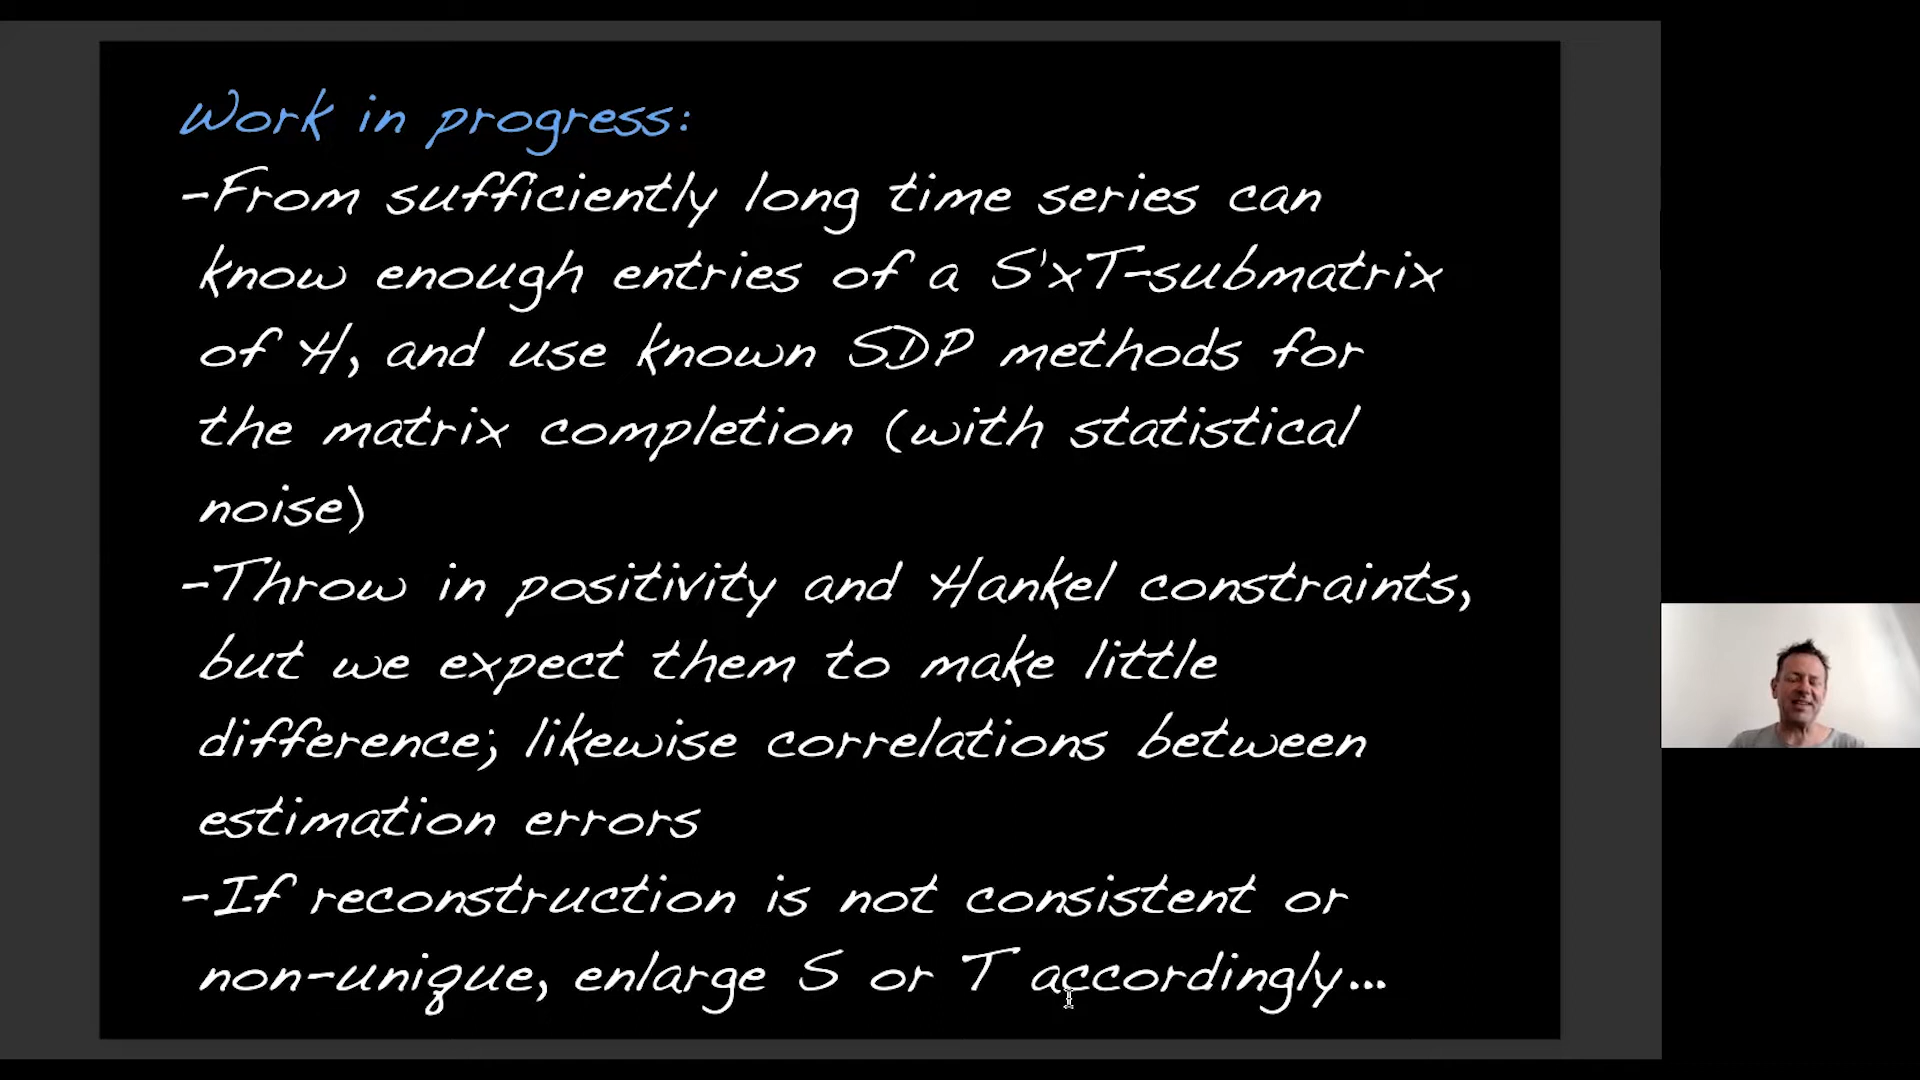 Work in progress:
-From sufficiently long time series can
know enough entries of a S'xT-submatrix
of H, and use known SDP methods for
the matrix completion (with statistical
noise)
-Throw in positivity and Hankel constraints,
but we expect them to make little
difference; likewise correlations between
estimation errors
-If reconstruction is not consistent or
non-unique, enlarge S or T accordingly...